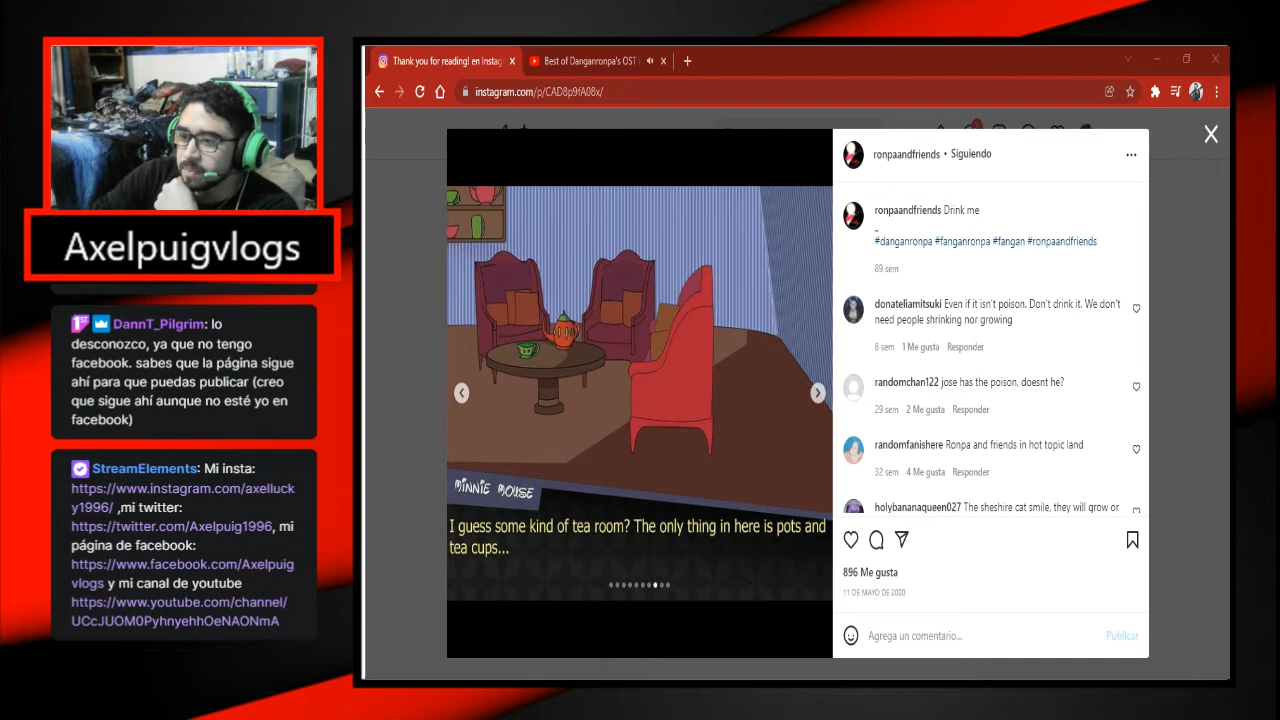 Axelpuigvlogs
DannT_Pilgrim: lo
desconozco, ya que no tengo
facebook. sabes que la página sigue
ahí para que puedas publicar (creo
que sigue ahí aunque no esté yo en
facebook)
StreamElements: Mi insta:
https://www.instagram.com/axelluck
y1996/ ,mi twitter:
https://twitter.com/Axelpuig1996, mi
página de facebook:
https://www.facebook.com/Axelpuig
vlogs y mi canal de youtube
https://www.youtube.com/channel/
UCcJUOM0PyhnyehhOeNAONmA
Thank you for reading! en Instag
Best of Danganronpa's OST
instagram.com/p/CAD8p9fA08x/
MINNIE MOUSE
I guess some kind of tea room? The only thing in here is pots and
tea cups...
ronpaandfriends • Siguiendo
ronpaandfriends Drink me
_
#danganronpa #fanganronpa #fangan #ronpaandfriends
89 sem
donateliamitsuki Even if it isn't poison. Don't drink it. We don't
need people shrinking nor growing
8 sem 1 Me gusta Responder
randomchan122 jose has the poison, doesnt he?
29 sem 2 Me gusta Responder
randomfanishere Ronpa and friends in hot topic land
32 sem 4 Me gusta Responder
holybananaqueen027 The sheshire cat smile, they will grow or
896 Me gusta
11 DE MAYO DE 2020
Agrega un comentario...
Publicar